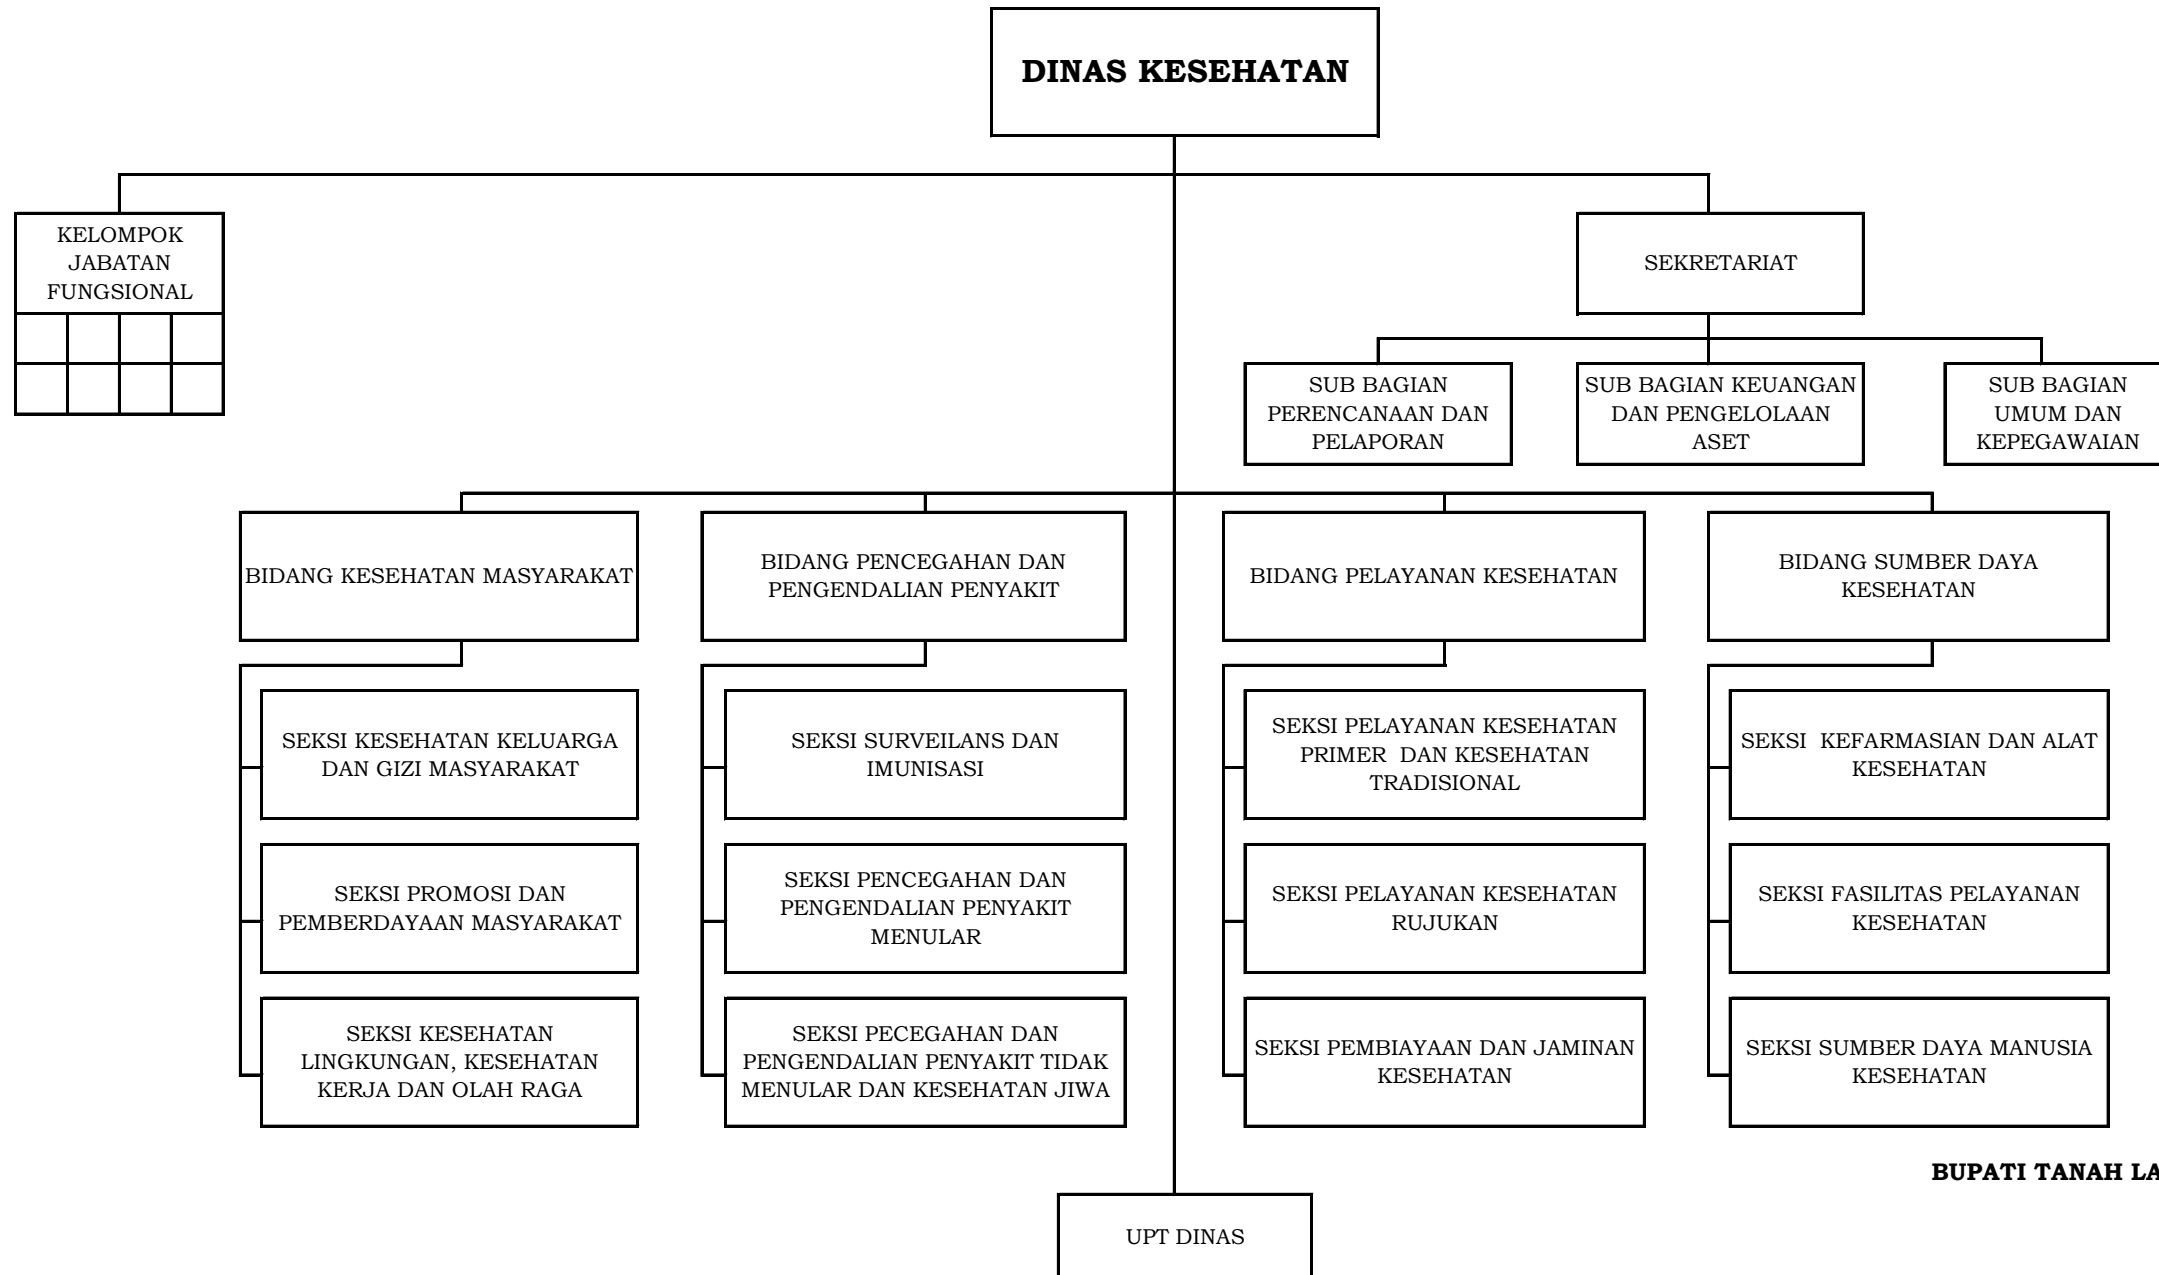 DINAS KESEHATAN
KELOMPOK
JABATAN
FUNGSIONAL
SEKRETARIAT
SUB BAGIAN
PERENCANAAN DAN
PELAPORAN
SUB BAGIAN KEUANGAN
DAN PENGELOLAAN
ASET
SUB BAGIAN
UMUM DAN
KEPEGAWAIAN
BIDANG KESEHATAN MASYARAKAT
BIDANG PENCEGAHAN DAN
PENGENDALIAN PENYAKIT
BIDANG PELAYANAN KESEHATAN
BIDANG SUMBER DAYA
KESEHATAN
SEKSI KESEHATAN KELUARGA
DAN GIZI MASYARAKAT
SEKSI SURVEILANS DAN
IMUNISASI
SEKSI PELAYANAN KESEHATAN
PRIMER  DAN KESEHATAN
TRADISIONAL
SEKSI  KEFARMASIAN DAN ALAT
KESEHATAN
SEKSI PROMOSI DAN
PEMBERDAYAAN MASYARAKAT
SEKSI PENCEGAHAN DAN
PENGENDALIAN PENYAKIT
MENULAR
SEKSI PELAYANAN KESEHATAN
RUJUKAN
SEKSI FASILITAS PELAYANAN
KESEHATAN
SEKSI KESEHATAN
LINGKUNGAN, KESEHATAN
KERJA DAN OLAH RAGA
SEKSI PECEGAHAN DAN
PENGENDALIAN PENYAKIT TIDAK
MENULAR DAN KESEHATAN JIWA
SEKSI PEMBIAYAAN DAN JAMINAN
KESEHATAN
SEKSI SUMBER DAYA MANUSIA
KESEHATAN
BUPATI TANAH LA
UPT DINAS